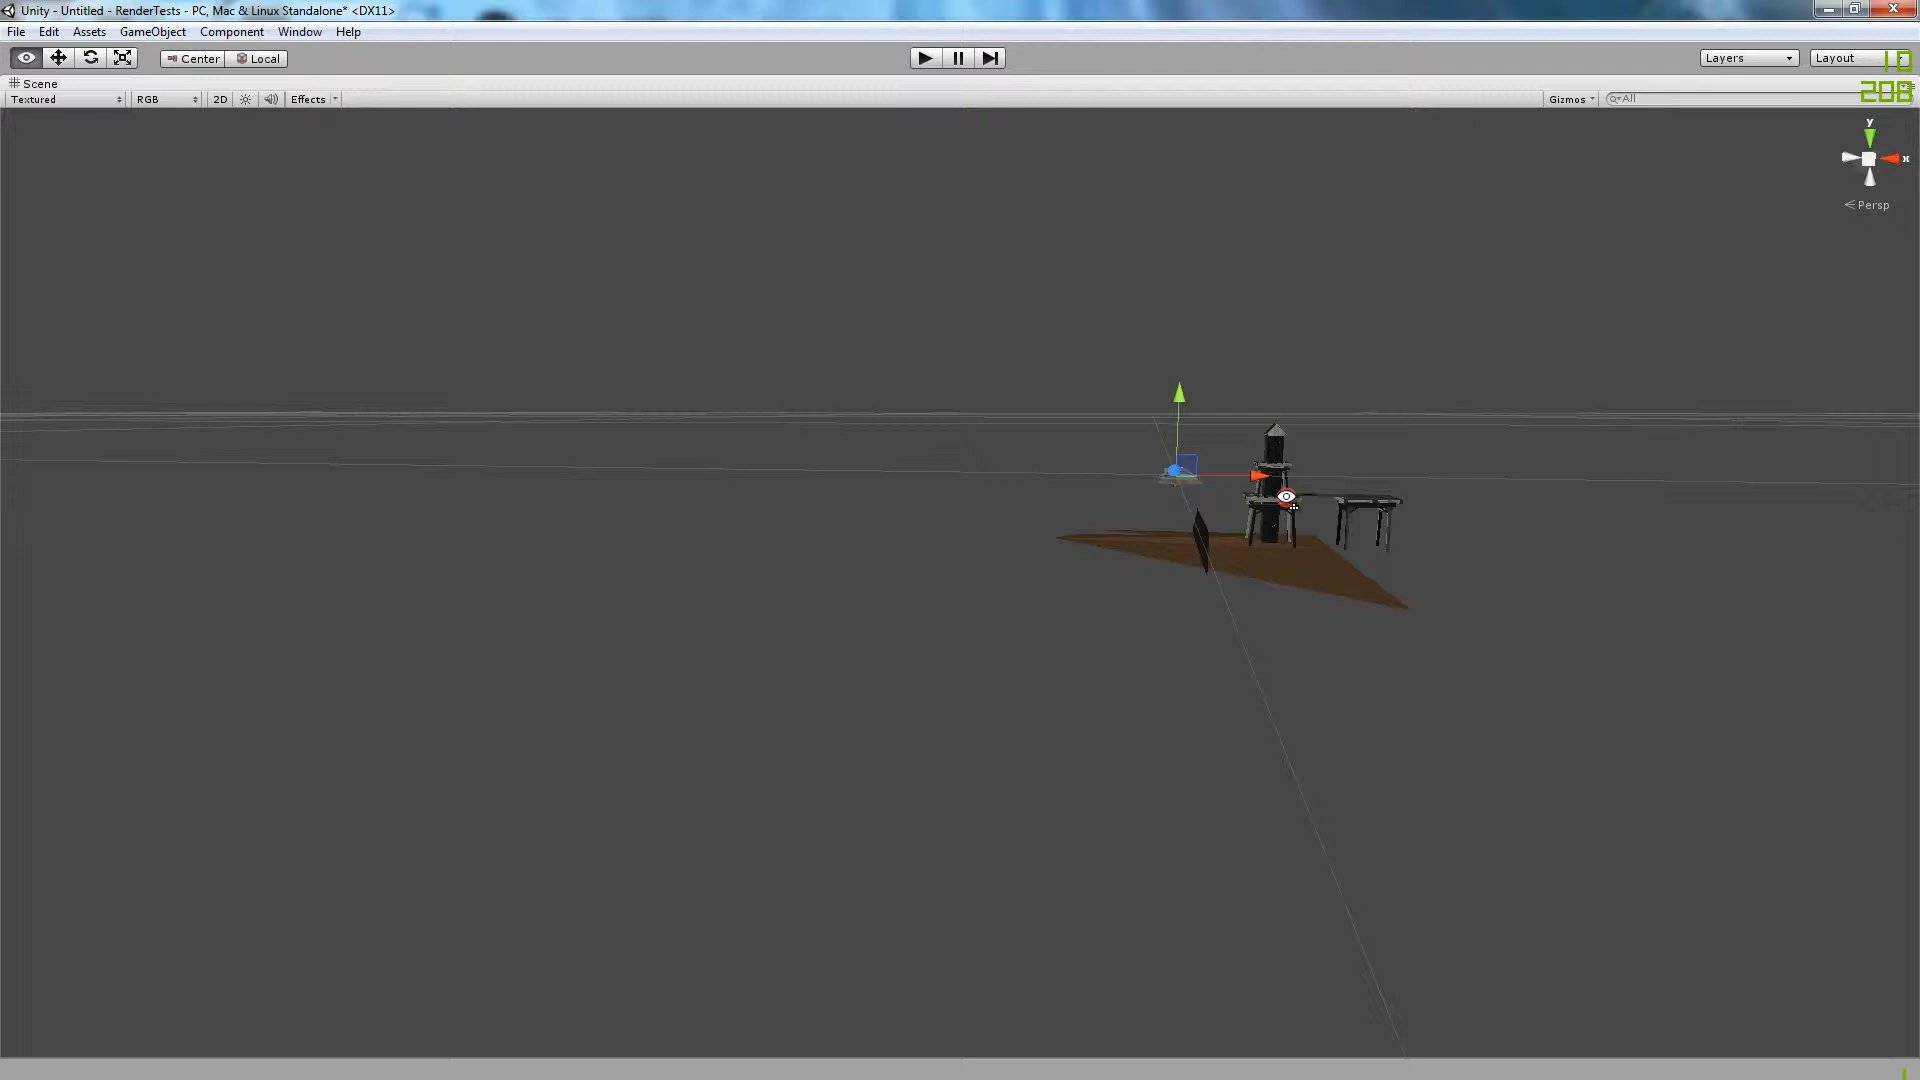 Unity - Untitled - RenderTests - PC, Mac & Linux Standalone* <DX11>
File Edit Assets GameObject Component Window Help
Center Local Layers Layout 10
Scene
Textured RGB 2D Effects Gizmos All 208
y
x
Persp